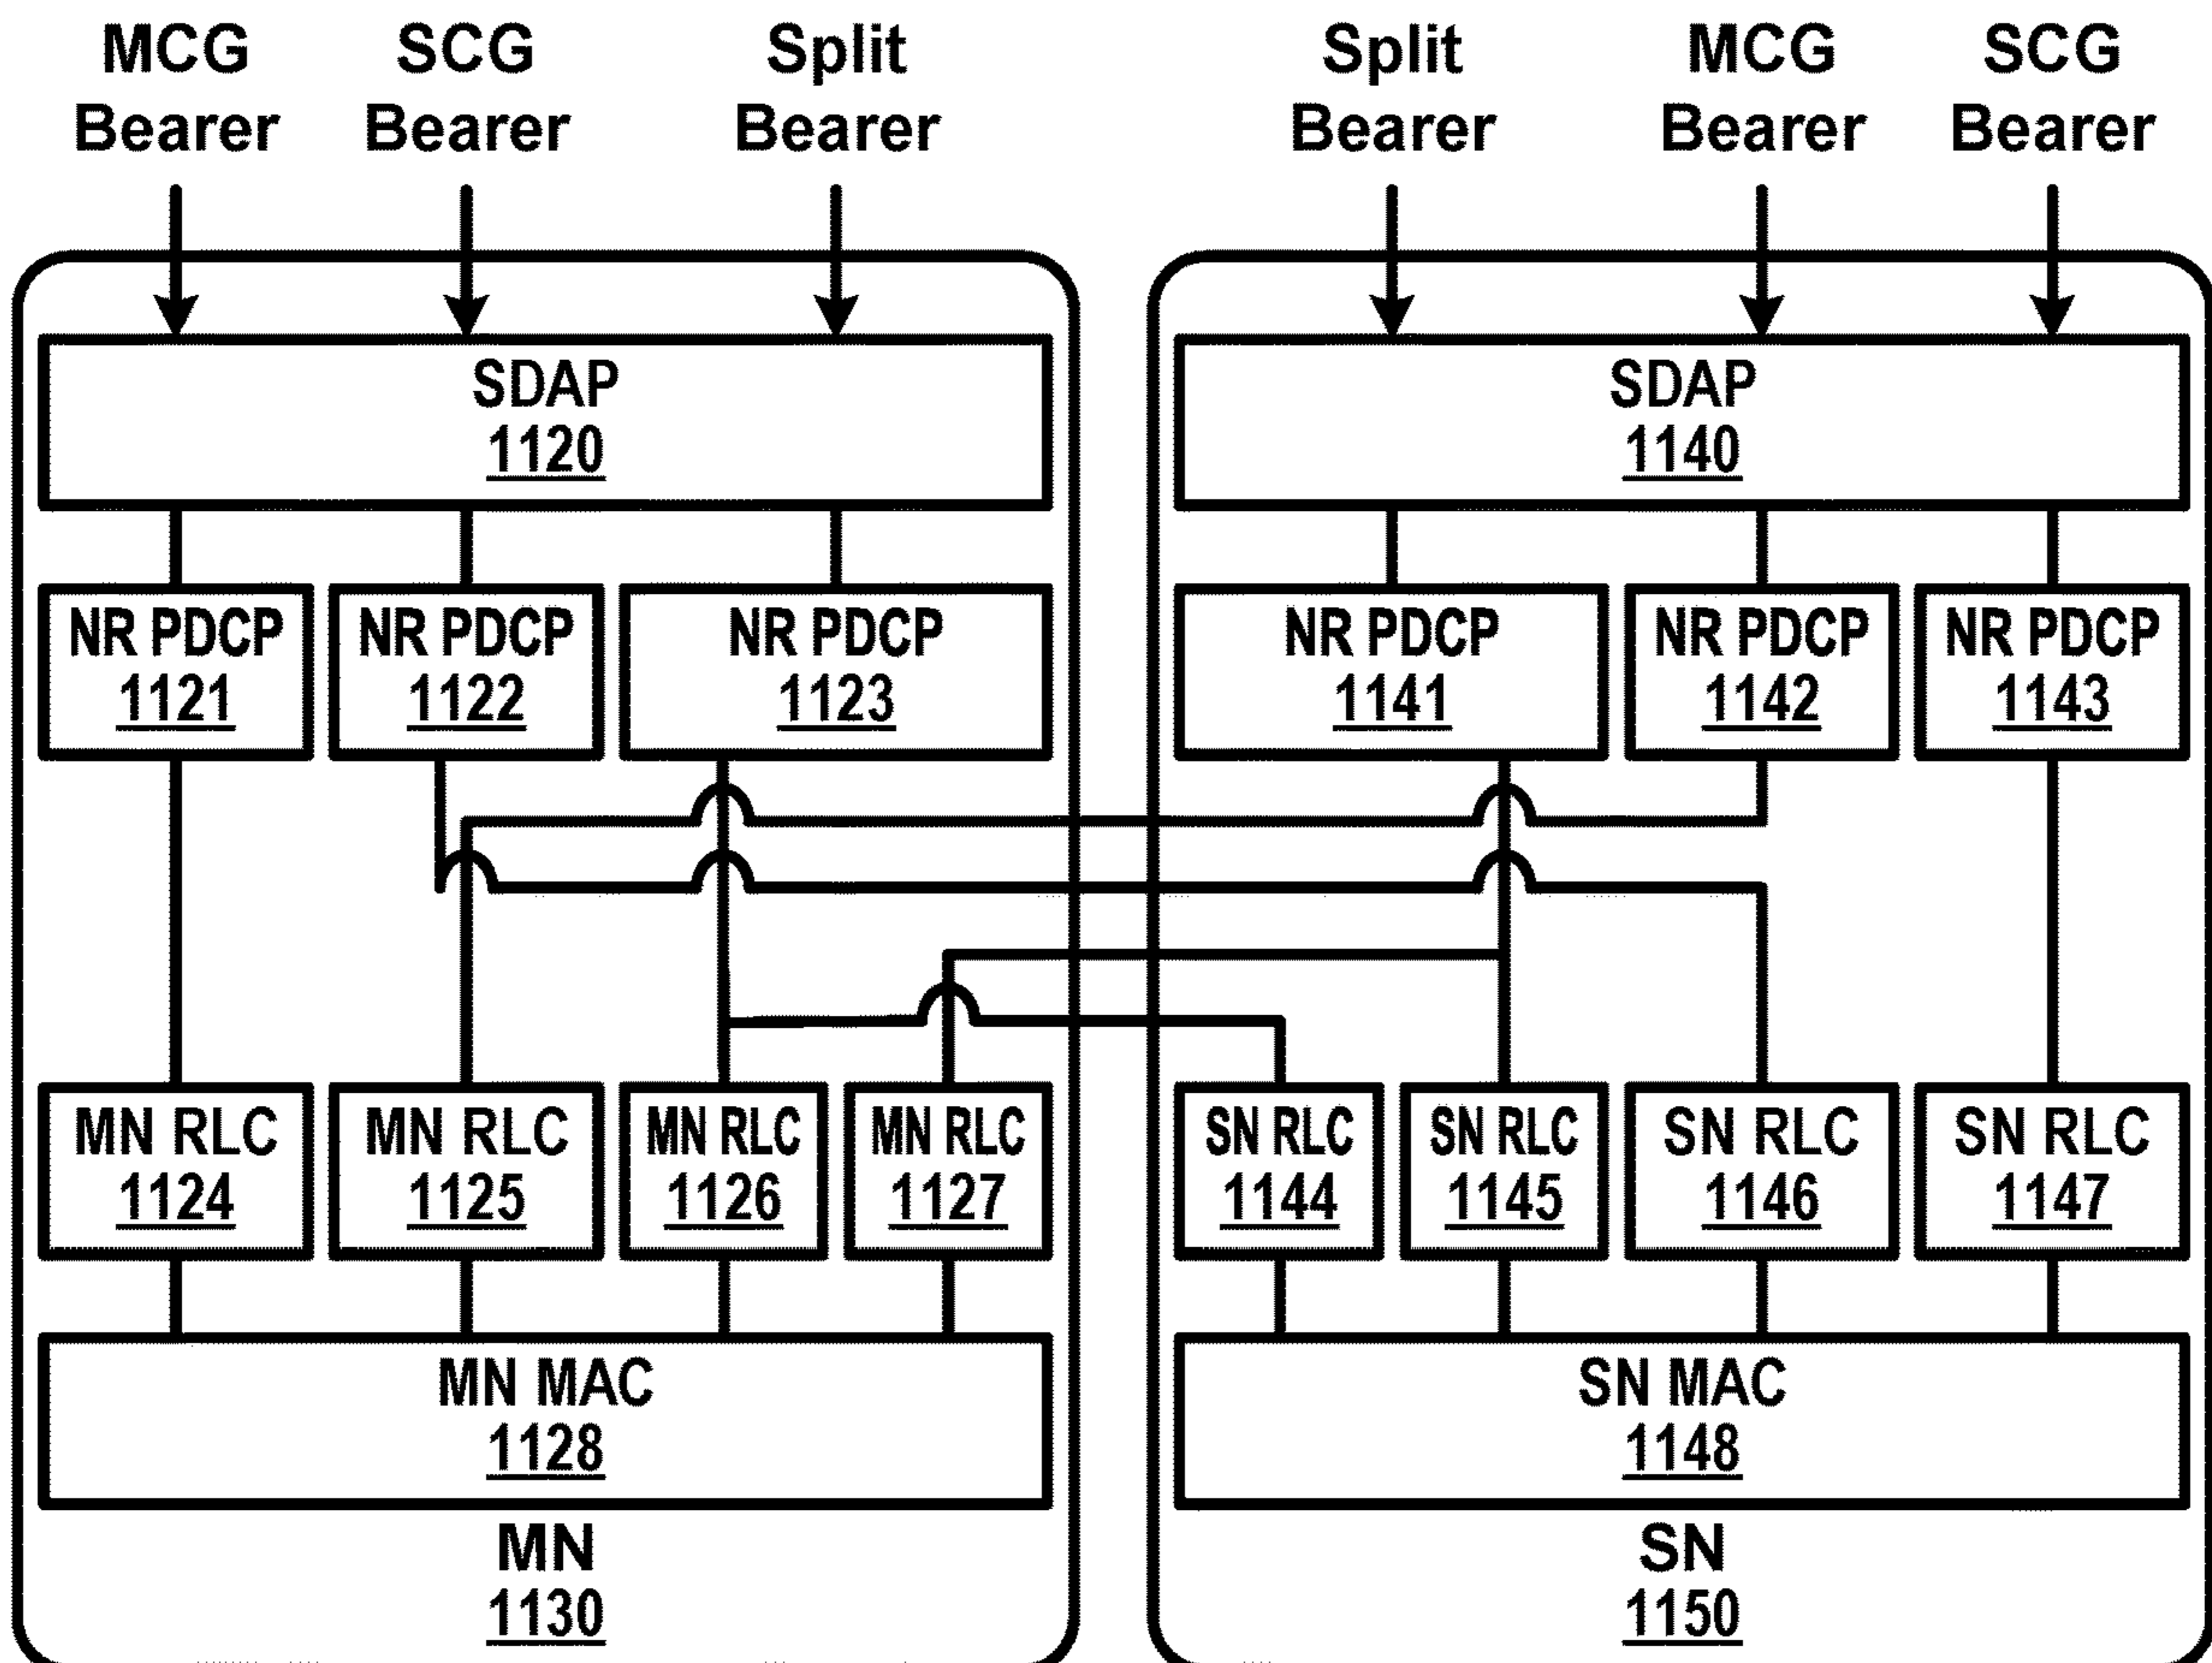 MCG Bearer
SCG Bearer
Split Bearer
Split Bearer
MCG Bearer
SCG Bearer
SDAP
1120
SDAP
1140
NR PDCP
1121
NR PDCP
1122
NR PDCP
1123
NR PDCP
1141
NR PDCP
1142
NR PDCP
1143
MN RLC
1124
MN RLC
1125
MN RLC
1126
MN RLC
1127
SN RLC
1144
SN RLC
1145
SN RLC
1146
SN RLC
1147
MN MAC
1128
SN MAC
1148
MN
1130
SN
1150